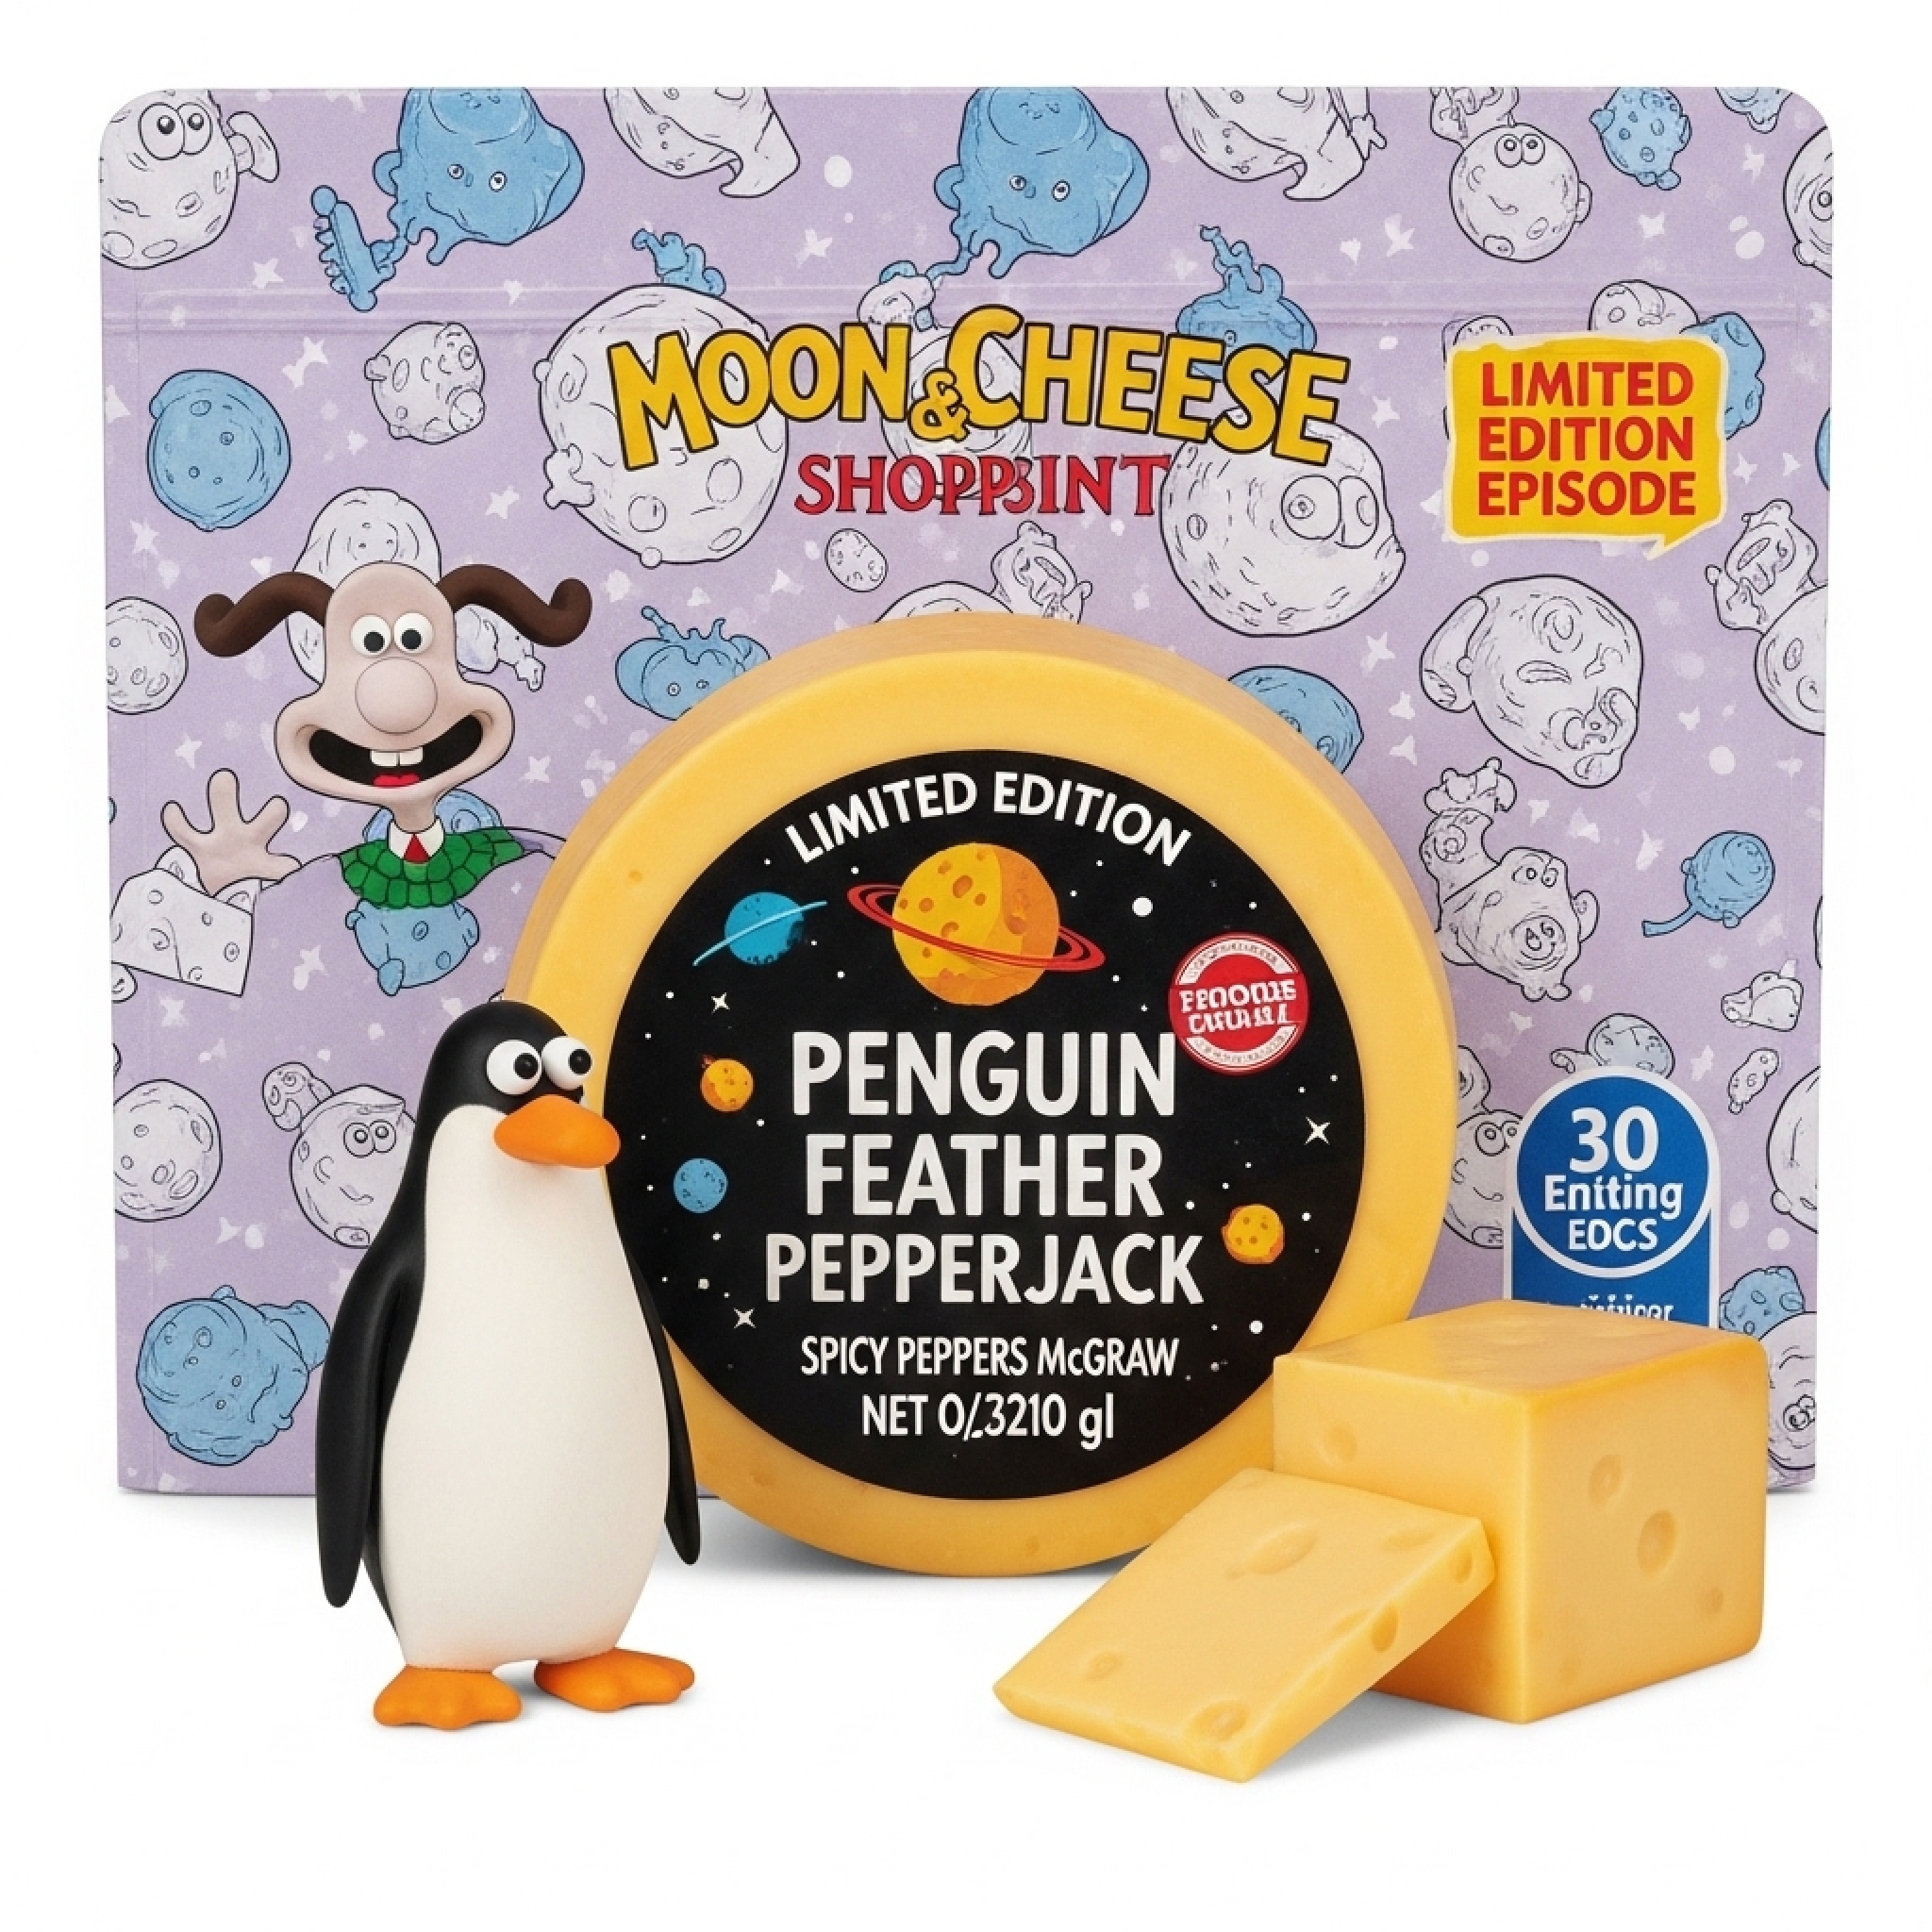 MOON & CHEESE
SHOPPBINT
LIMITED
EDITION
EPISODE
LIMITED EDITION
PENGUIN
FEATHER
PEPPERJACK
SPICY PEPPERS McGRAW
NET 0/.3210 gl
30
Eniting
EDCS